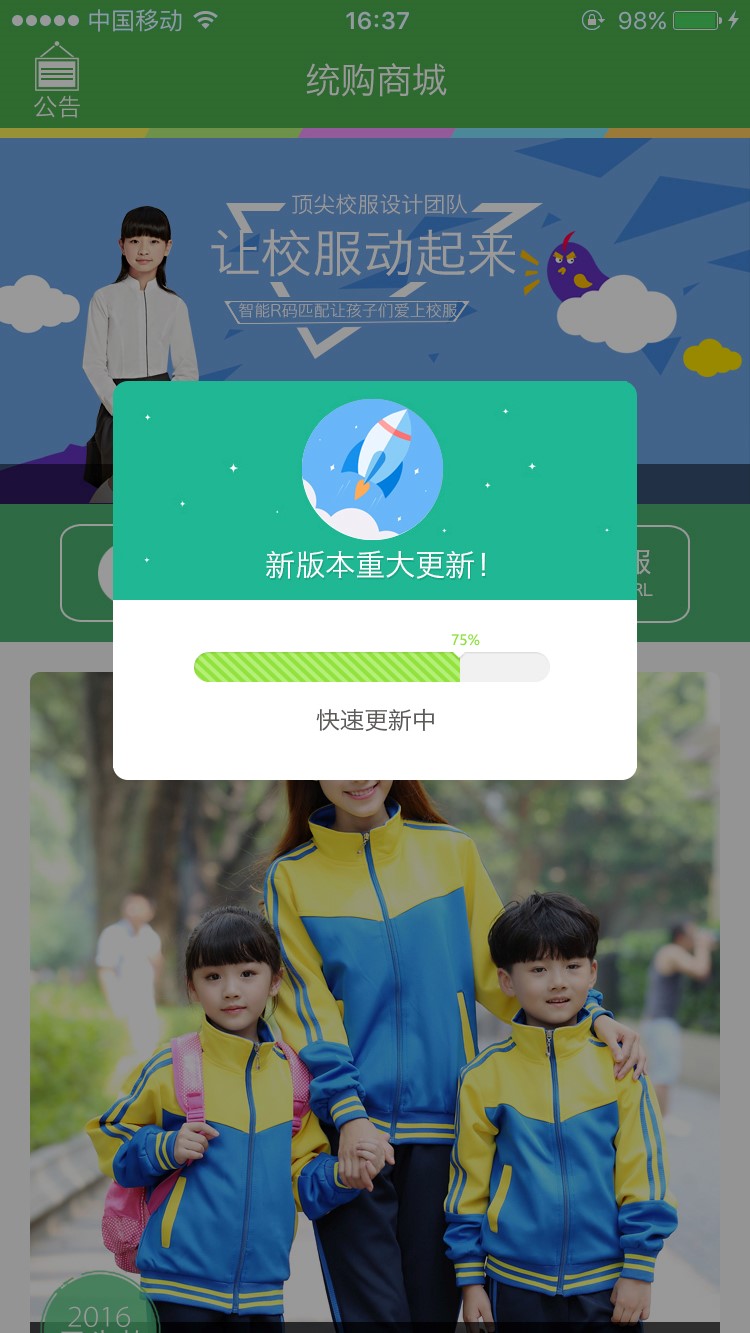 中国移动 16:37 98%
公告
统购商城
顶尖校服设计团队
让校服动起来
智能R码匹配让孩子们爱上校服
新版本重大更新！
服
RL
75%
快速更新中
2016